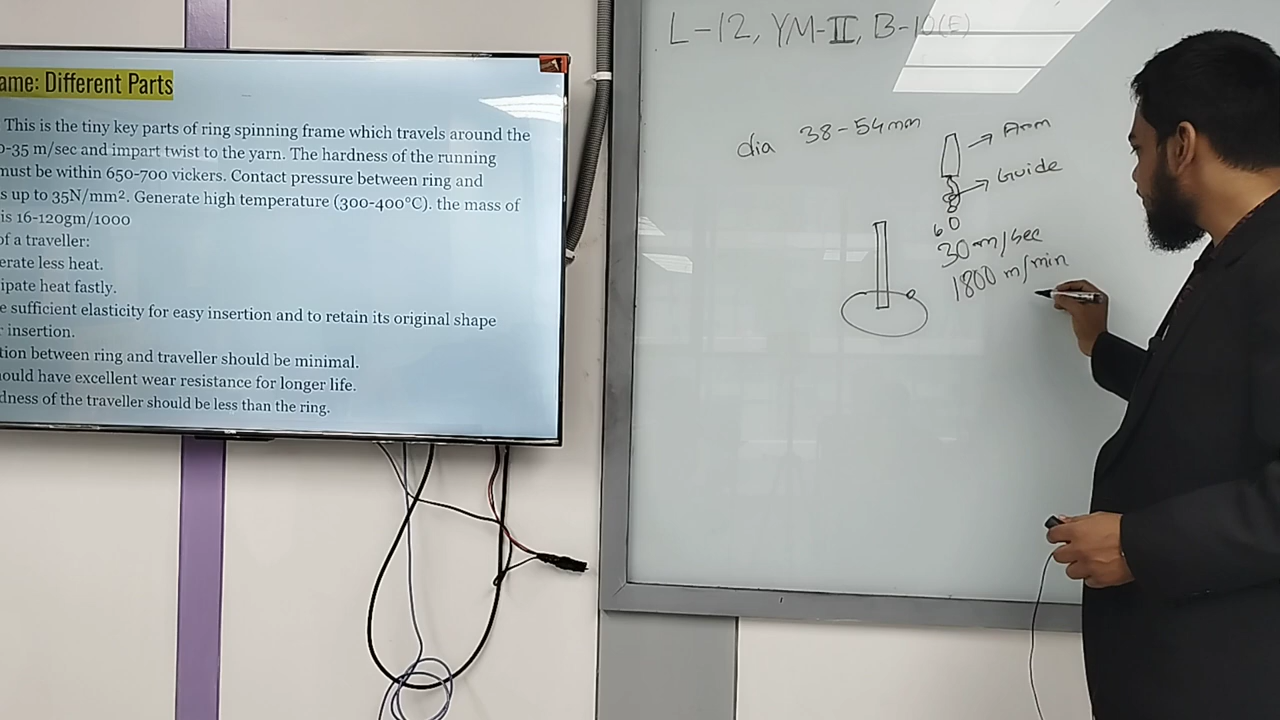 ame: Different Parts
This is the tiny key parts of ring spinning frame which travels around the
-35 m/sec and impart twist to the yarn. The hardness of the running
must be within 650-700 vickers. Contact pressure between ring and
s up to 35N/mm². Generate high temperature (300-400°C). the mass of
is 16-120gm/1000
of a traveller:
erate less heat.
ipate heat fastly.
e sufficient elasticity for easy insertion and to retain its original shape
insertion.
tion between ring and traveller should be minimal.
ould have excellent wear resistance for longer life.
dness of the traveller should be less than the ring.
L-12, YM-II, B-10(E)
dia 38-54mm
Arm
Guide
60
30 m/sec
1800 m/min